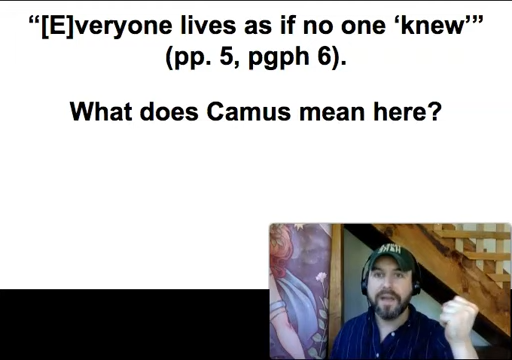 “[E]veryone lives as if no one ‘knew’”
(pp. 5, pgph 6).
What does Camus mean here?